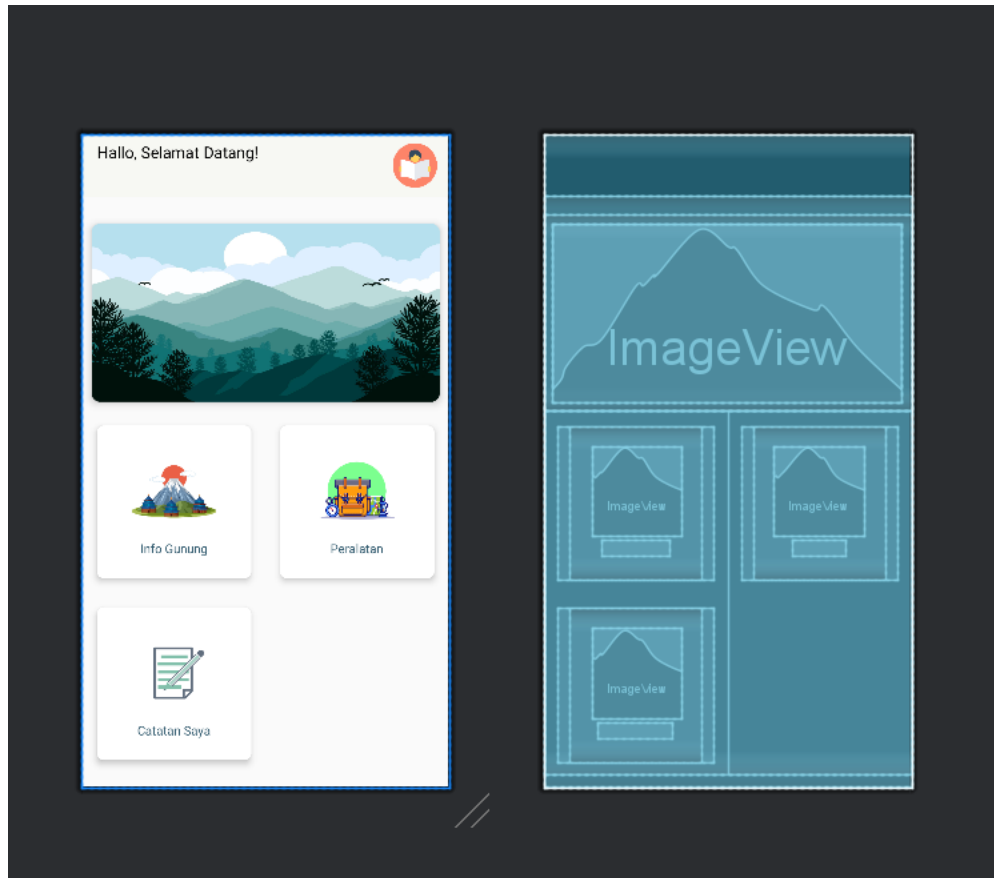 Hallo, Selamat Datang!
Info Gunung
Peralatan
Catatan Saya
ImageView
ImageView
ImageView
ImageView